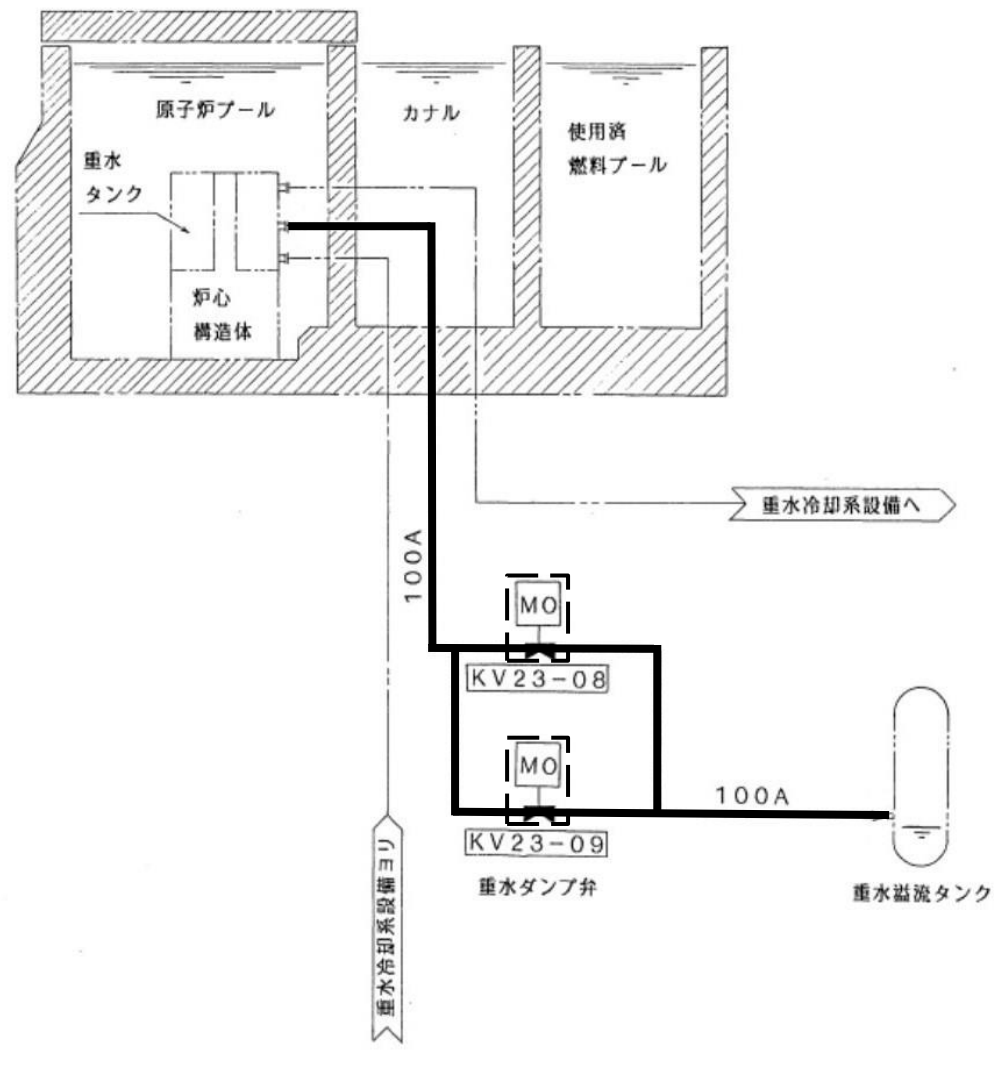 原子炉プール
カナル
使用済
燃料プール
重水
タンク
炉心
構造体
重水冷却系設備へ
100A
MO
KV23-08
MO
100A
KV23-09
重水ダンプ弁
重水溢流タンク
重水冷却系設備ヨリ